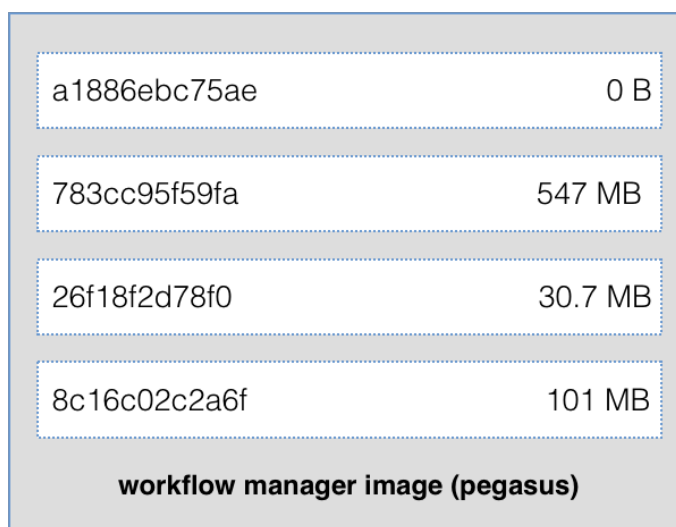 a1886ebc75ae 0 B
783cc95f59fa 547 MB
26f18f2d78f0 30.7 MB
8c16c02c2a6f 101 MB
workflow manager image (pegasus)